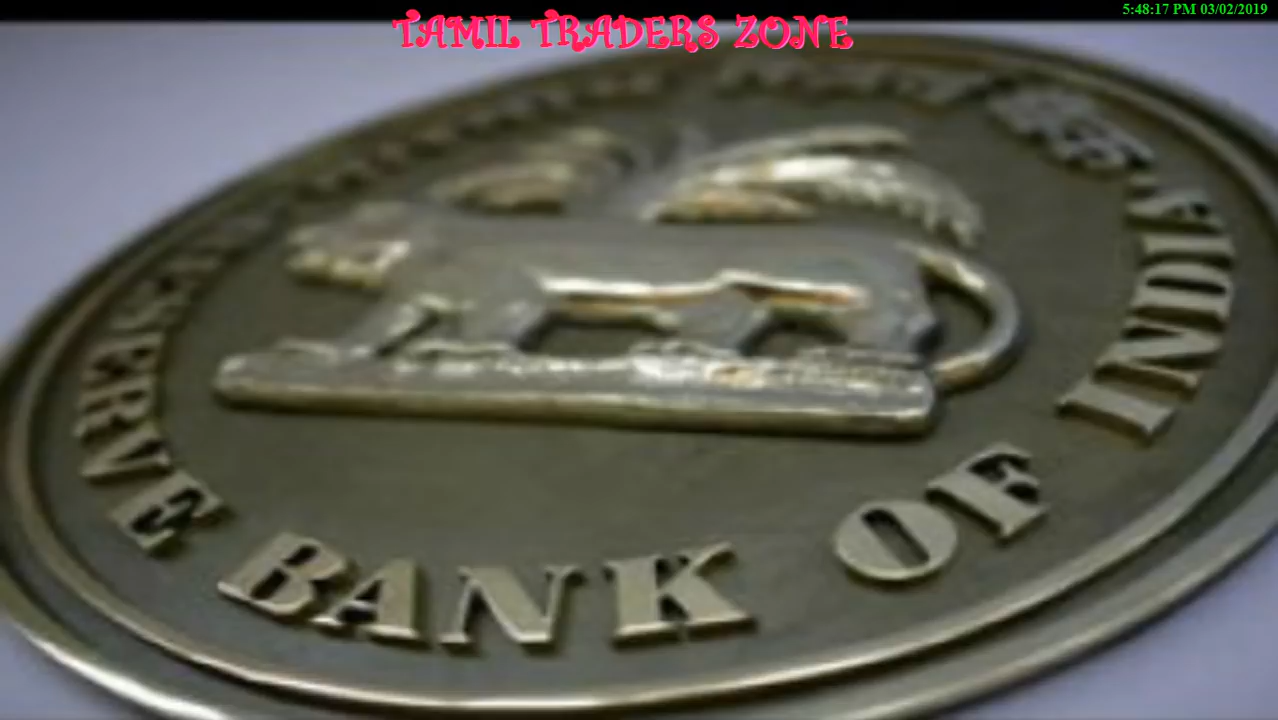 5:48:17 PM 03/02/2019
TAMIL TRADERS ZONE
RESERVE BANK OF INDIA